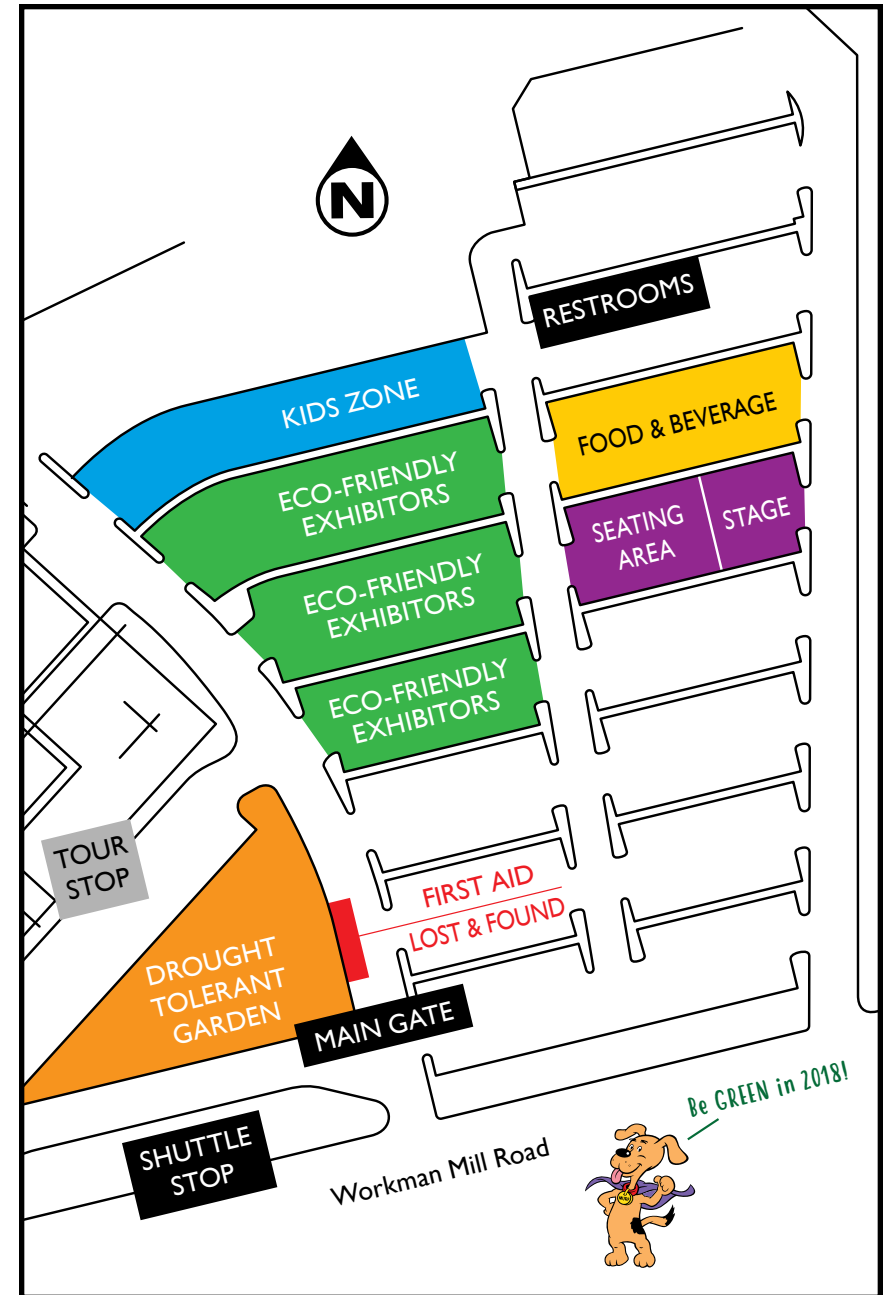 N
RESTROOMS
KIDS ZONE
FOOD & BEVERAGE
ECO-FRIENDLY
EXHIBITORS
SEATING
AREA
STAGE
ECO-FRIENDLY
EXHIBITORS
ECO-FRIENDLY
EXHIBITORS
TOUR
STOP
FIRST AID
LOST & FOUND
DROUGHT
TOLERANT
GARDEN
MAIN GATE
Be GREEN in 2018!
SHUTTLE
STOP
Workman Mill Road